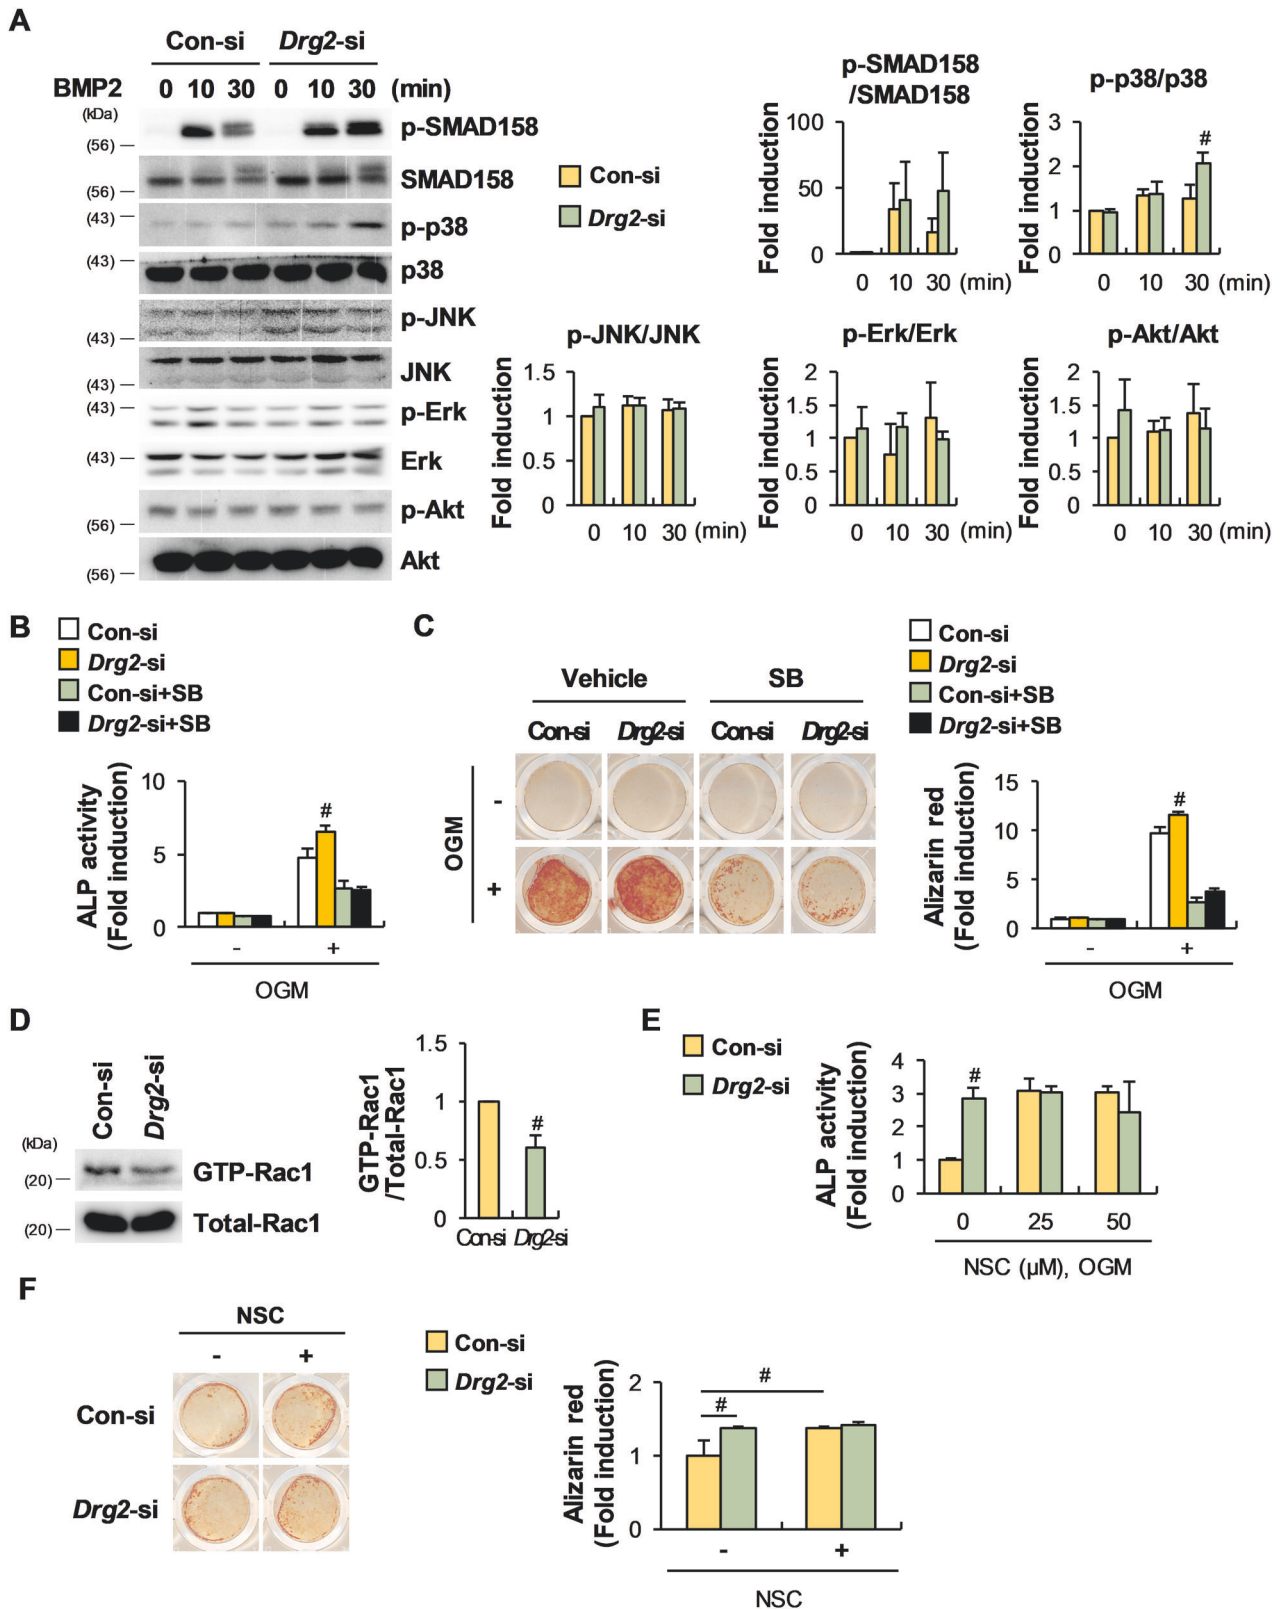 A
Con-si Drg2-si
BMP2 0 10 30 0 10 30 (min)
(kDa)
(56) p-SMAD158
(56) SMAD158
(43) p-p38
(43) p38
(43) p-JNK
(43) JNK
(43) p-Erk
(43) Erk
(56) p-Akt
(56) Akt
Con-si
Drg2-si
p-SMAD158
/SMAD158
Fold induction
100
50
0
0 10 30 (min)
p-p38/p38
Fold induction
3
2
1
0
#
0 10 30 (min)
p-JNK/JNK
Fold induction
1.5
1
0.5
0
0 10 30 (min)
p-Erk/Erk
Fold induction
2
1.5
1
0.5
0
0 10 30 (min)
p-Akt/Akt
Fold induction
2
1.5
1
0.5
0
0 10 30 (min)
B
Con-si
Drg2-si
Con-si+SB
Drg2-si+SB
ALP activity
(Fold induction)
10
5
0
#
- +
OGM
C
Vehicle SB
Con-si Drg2-si Con-si Drg2-si
OGM
-
+
Con-si
Drg2-si
Con-si+SB
Drg2-si+SB
Alizarin red
(Fold induction)
15
10
5
0
#
- +
OGM
D
Con-si Drg2-si
(kDa)
(20) GTP-Rac1
(20) Total-Rac1
GTP-Rac1
/Total-Rac1
1.5
1
0.5
0
#
Con-si Drg2-si
E
Con-si
Drg2-si
ALP activity
(Fold induction)
4
3
2
1
0
#
0 25 50
NSC (μM), OGM
F
NSC
- +
Con-si
Drg2-si
Con-si
Drg2-si
Alizarin red
(Fold induction)
2
1
0
#
#
- +
NSC